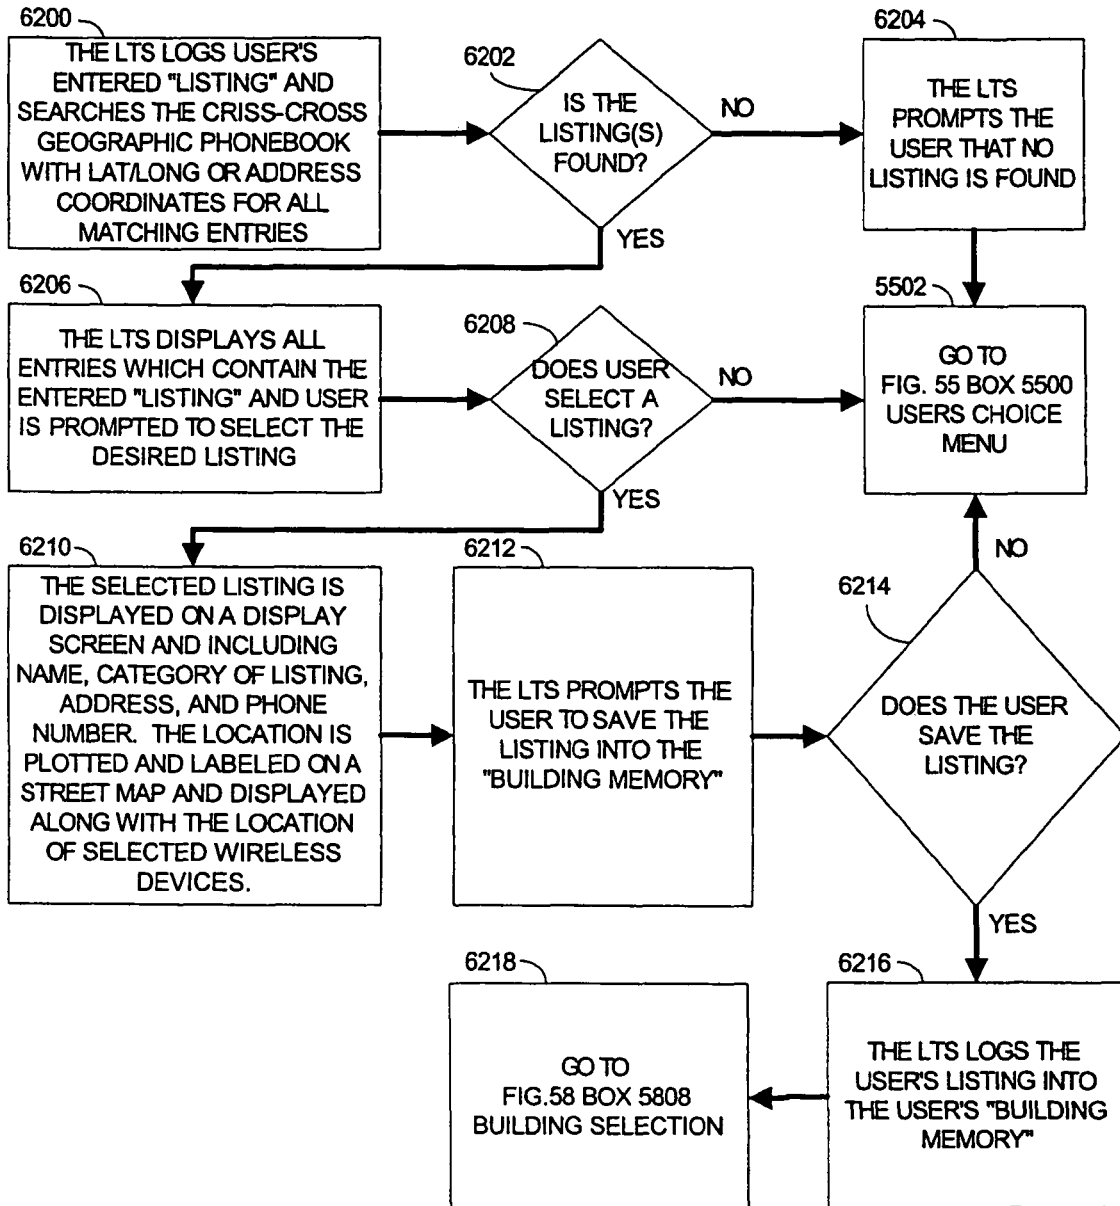 6200
THE LTS LOGS USER'S
ENTERED "LISTING" AND
SEARCHES THE CRISS-CROSS
GEOGRAPHIC PHONEBOOK
WITH LAT/LONG OR ADDRESS
COORDINATES FOR ALL
MATCHING ENTRIES
6202
IS THE
LISTING(S)
FOUND?
NO
YES
6204
THE LTS
PROMPTS THE
USER THAT NO
LISTING IS FOUND
6206
THE LTS DISPLAYS ALL
ENTRIES WHICH CONTAIN THE
ENTERED "LISTING" AND USER
IS PROMPTED TO SELECT THE
DESIRED LISTING
6208
DOES USER
SELECT A
LISTING?
NO
YES
5502
GO TO
FIG. 55 BOX 5500
USERS CHOICE
MENU
6210
THE SELECTED LISTING IS
DISPLAYED ON A DISPLAY
SCREEN AND INCLUDING
NAME, CATEGORY OF LISTING,
ADDRESS, AND PHONE
NUMBER. THE LOCATION IS
PLOTTED AND LABELED ON A
STREET MAP AND DISPLAYED
ALONG WITH THE LOCATION
OF SELECTED WIRELESS
DEVICES.
6212
THE LTS PROMPTS THE
USER TO SAVE THE
LISTING INTO THE
"BUILDING MEMORY"
6214
DOES THE USER
SAVE THE
LISTING?
NO
YES
6216
THE LTS LOGS THE
USER'S LISTING INTO
THE USER'S "BUILDING
MEMORY"
6218
GO TO
FIG.58 BOX 5808
BUILDING SELECTION